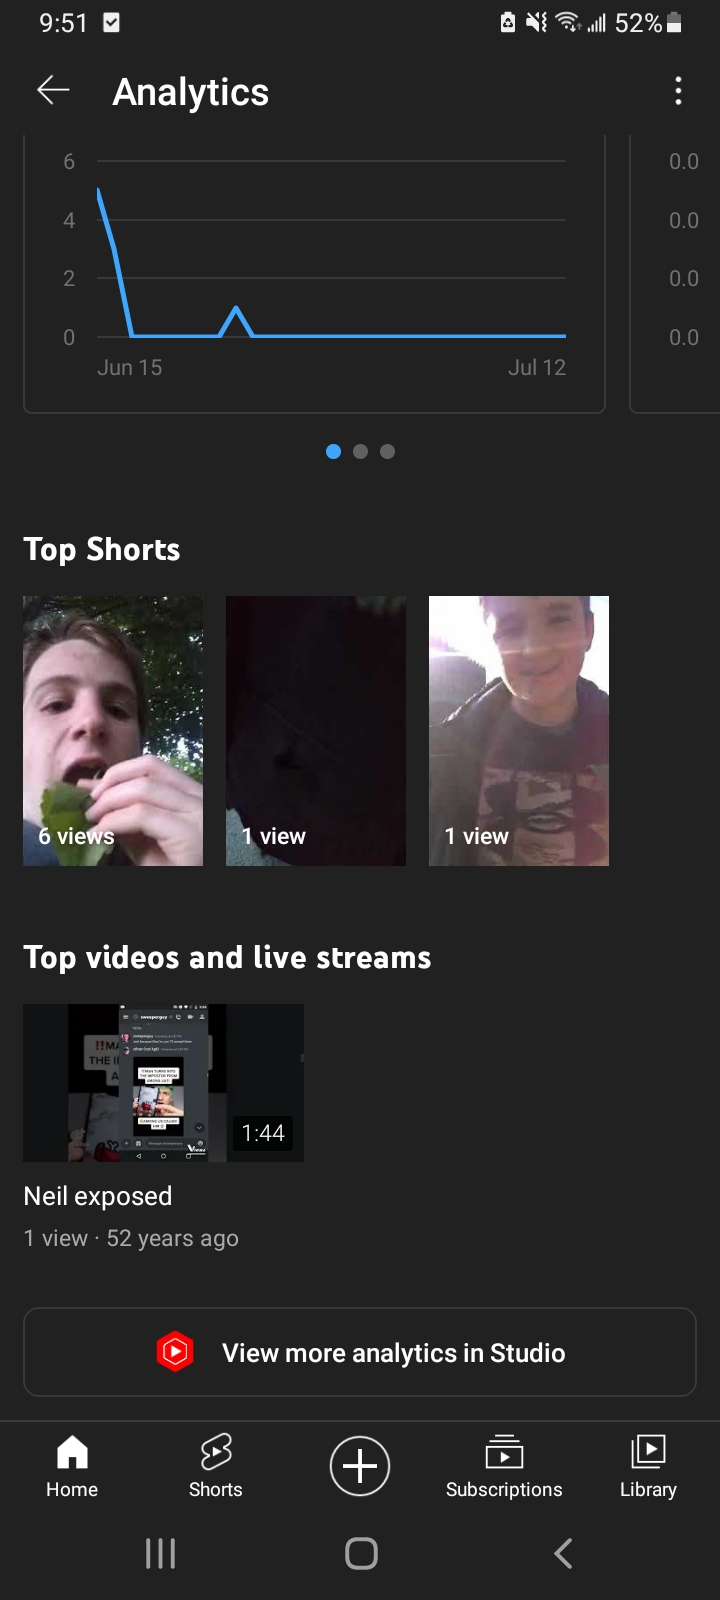 9:51
52%
Analytics
6
4
2
0
Jun 15
Jul 12
0.0
0.0
0.0
0.0
Top Shorts
6 views
1 view
1 view
Top videos and live streams
1:44
Neil exposed
1 view · 52 years ago
View more analytics in Studio
Home
Shorts
Subscriptions
Library